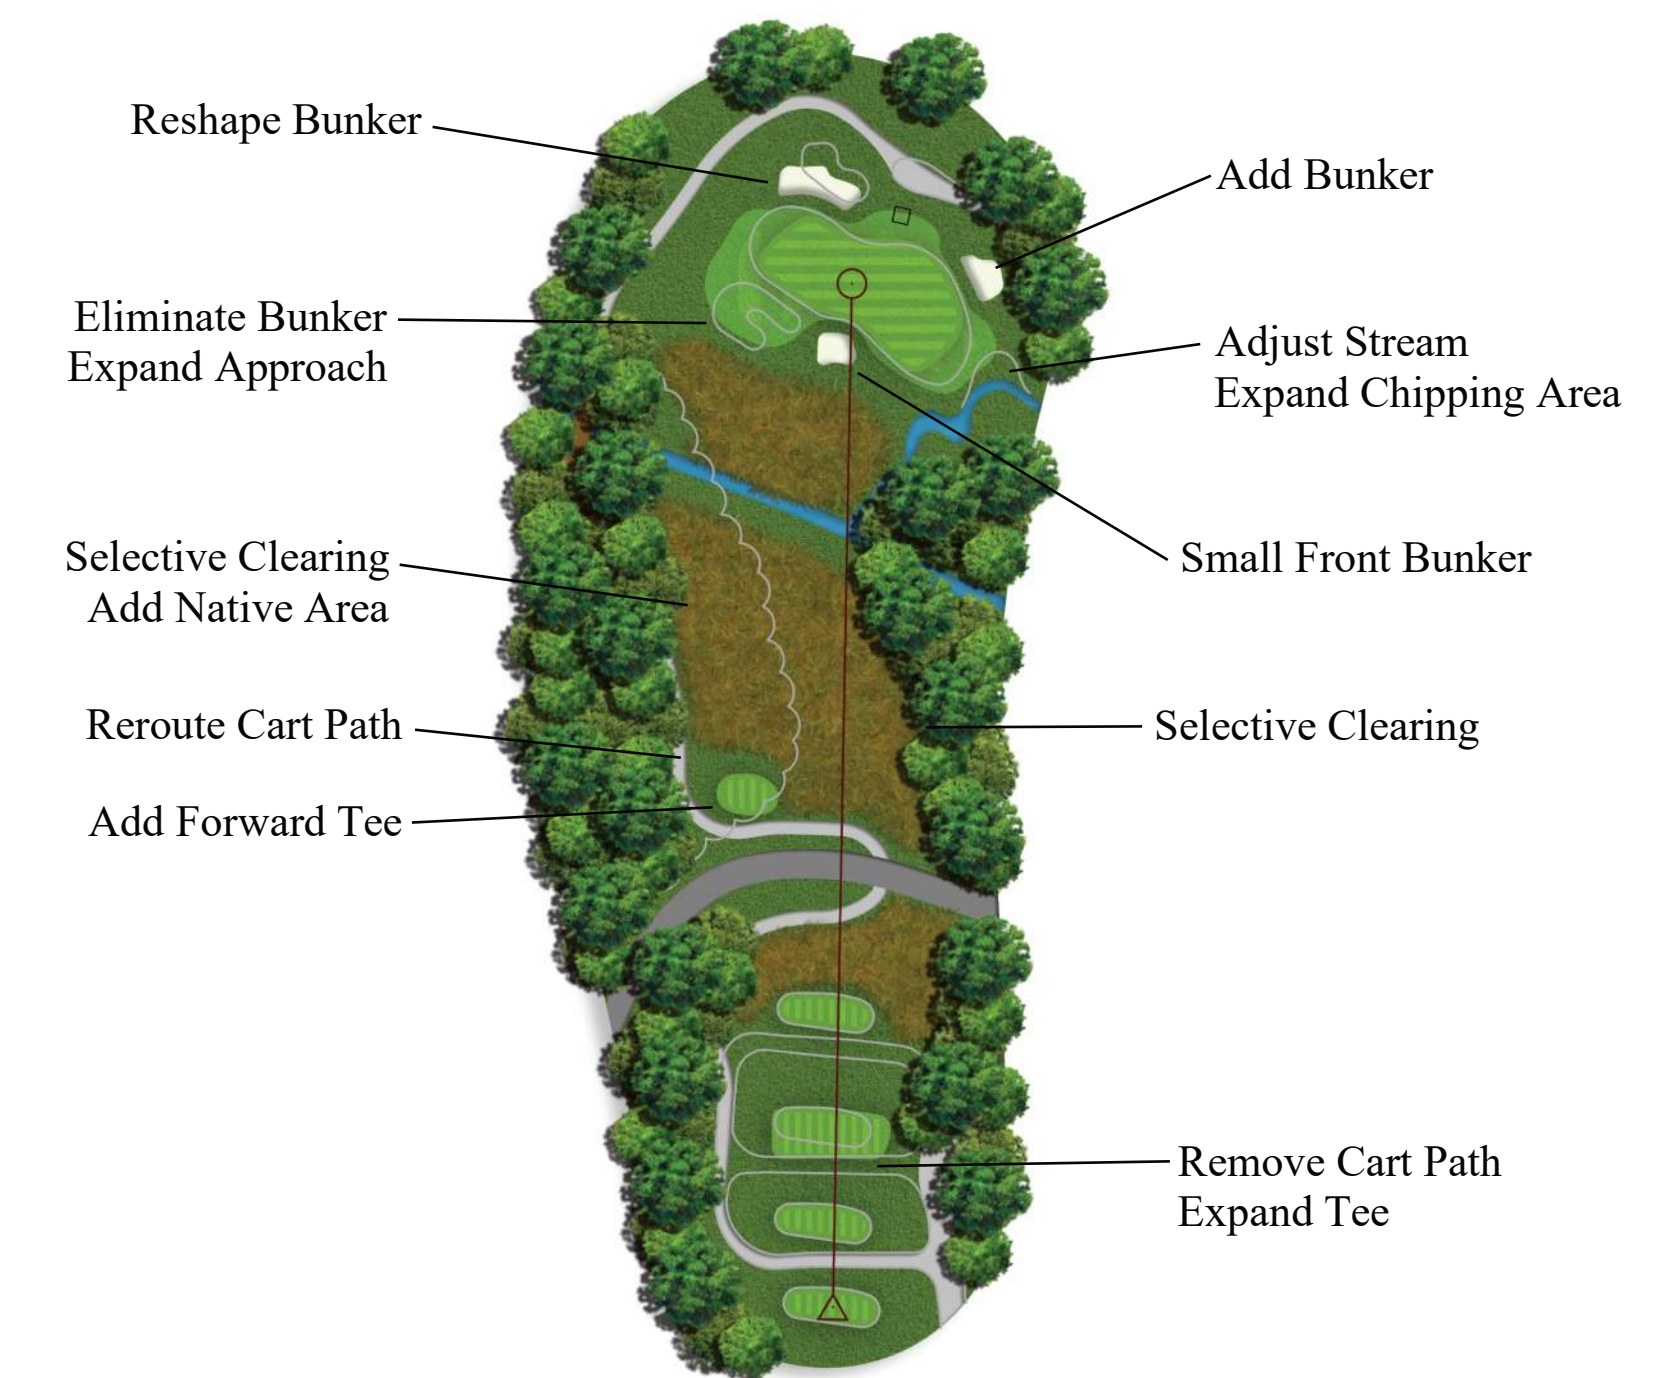 Reshape Bunker
Add Bunker
Eliminate Bunker
Expand Approach
Adjust Stream
Expand Chipping Area
Selective Clearing
Add Native Area
Small Front Bunker
Reroute Cart Path
Selective Clearing
Add Forward Tee
Remove Cart Path
Expand Tee